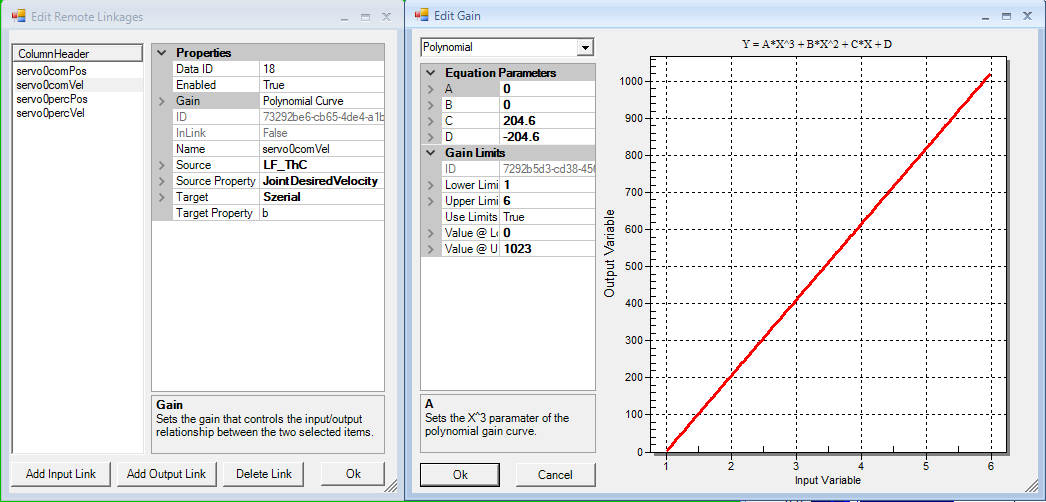 Edit Remote Linkages
ColumnHeader
servo0comPos
servo0comVel
servo0percPos
servo0percVel
Properties
Data ID 18
Enabled True
Gain Polynomial Curve
ID 73292be6-cb65-4de4-a1b
InLink False
Name servo0comVel
Source LF_ThC
Source Property JointDesiredVelocity
Target Szerial
Target Property b
Gain
Sets the gain that controls the input/output
relationship between the two selected items.
Add Input Link Add Output Link Delete Link Ok
Edit Gain
Polynomial
Equation Parameters
A 0
B 0
C 204.6
D -204.6
Gain Limits
ID 7292b5d3-cd38-456
Lower Limi 1
Upper Limi 6
Use Limits True
Value @ Lo 0
Value @ U 1023
A
Sets the X^3 paramater of the
polynomial gain curve.
Ok Cancel
Y = A*X^3 + B*X^2 + C*X + D
Output Variable
1000
900
800
700
600
500
400
300
200
100
0
1 2 3 4 5 6
Input Variable